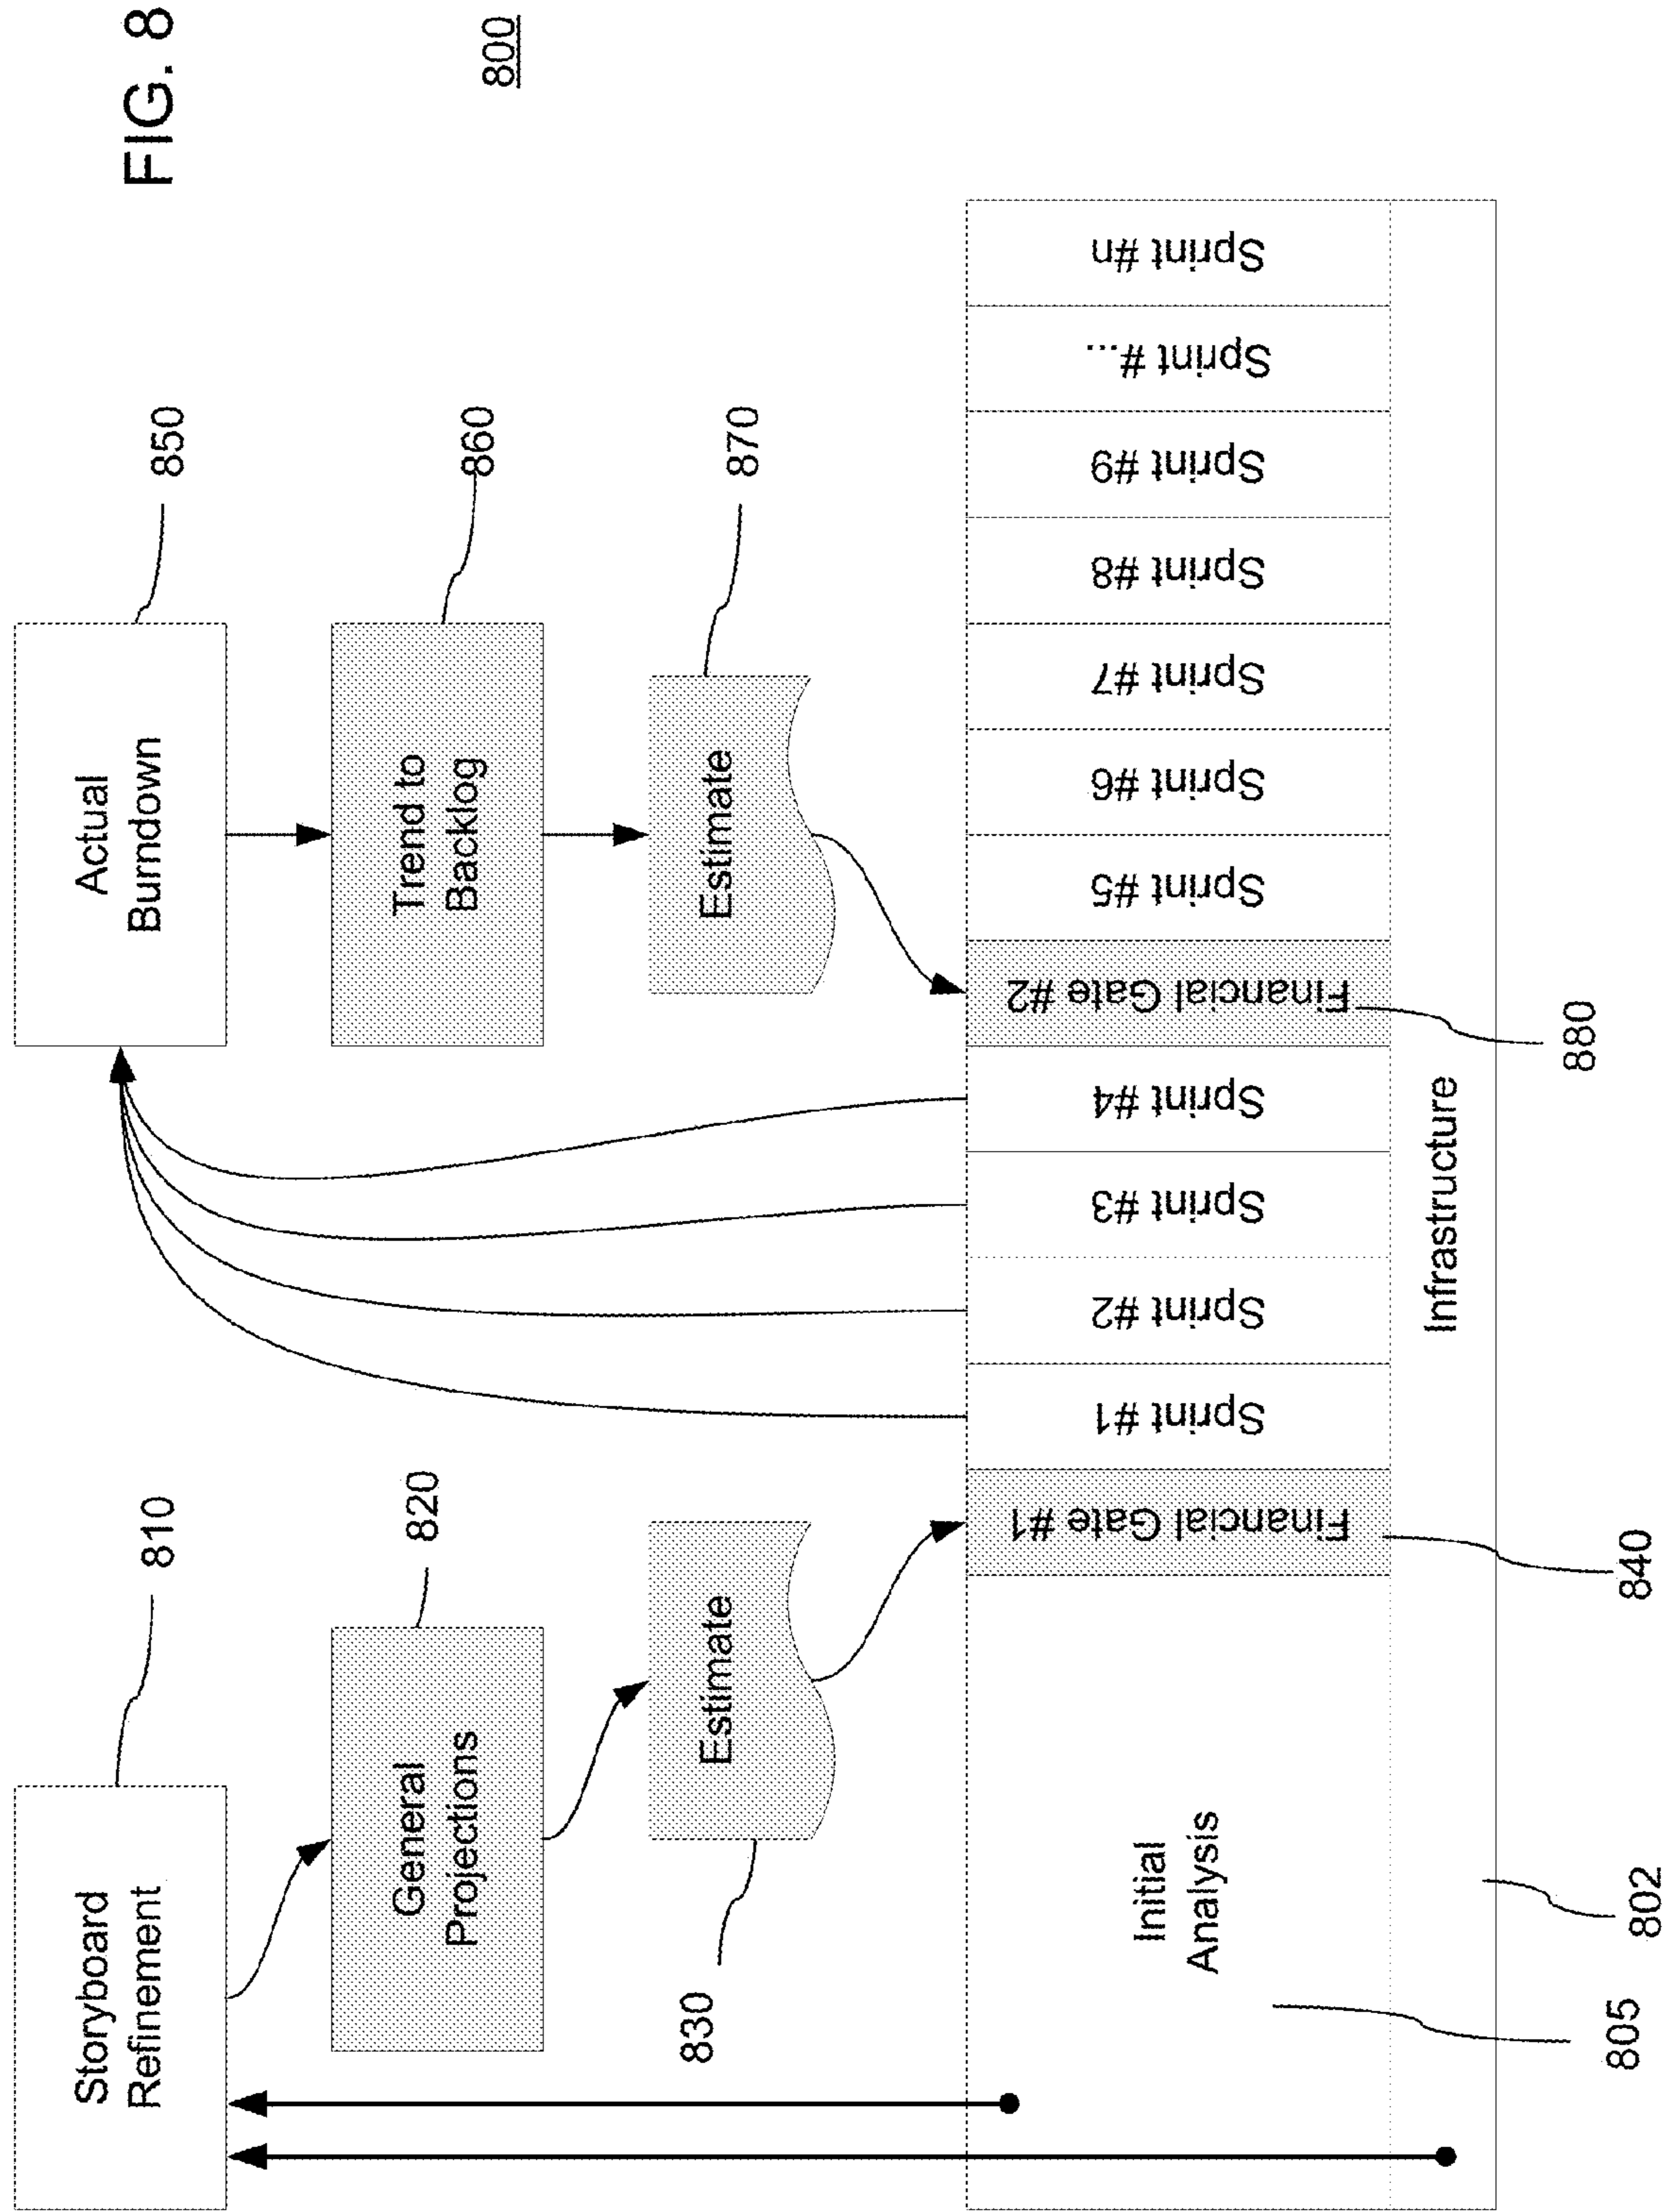 FIG. 8
800
Storyboard
Refinement
810
Actual
Burndown
850
General
Projections
820
Trend to
Backlog
860
Estimate
830
Estimate
870
Initial
Analysis
Financial Gate #1
Sprint #1
Sprint #2
Sprint #3
Sprint #4
Financial Gate #2
Sprint #5
Sprint #6
Sprint #7
Sprint #8
Sprint #9
Sprint #...
Sprint #n
Infrastructure
805
802
840
880